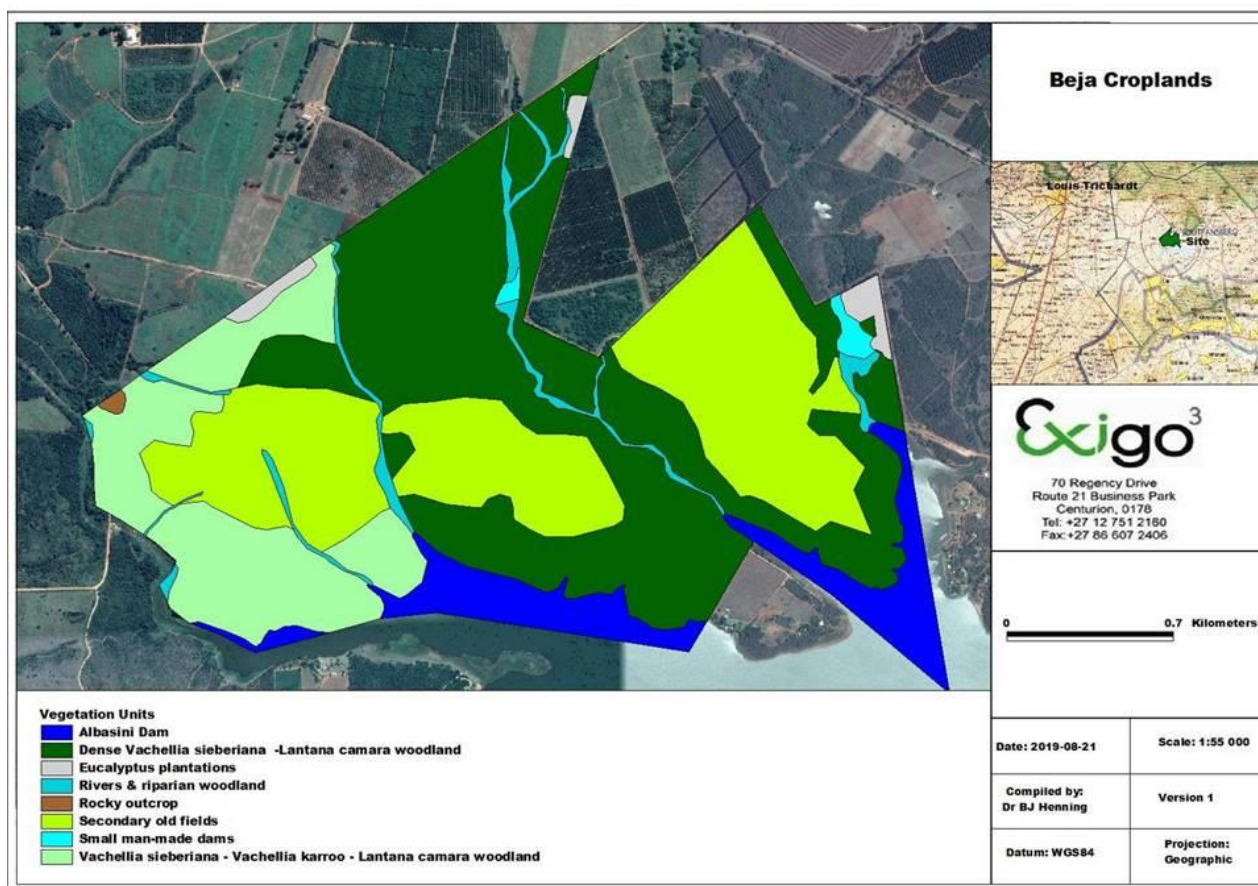 Beja Croplands
Louis Trichardt
Site
Exigo3
70 Regency Drive
Route 21 Business Park
Centurion, 0178
Tel: +27 12 751 2160
Fax:+27 86 607 2406
0 0.7 Kilometers
Date: 2019-08-21
Scale: 1:55 000
Compiled by:
Dr BJ Henning
Version 1
Datum: WGS84
Projection:
Geographic
Vegetation Units
Albasini Dam
Dense Vachellia sieberiana -Lantana camara woodland
Eucalyptus plantations
Rivers & riparian woodland
Rocky outcrop
Secondary old fields
Small man-made dams
Vachellia sieberiana - Vachellia karroo - Lantana camara woodland